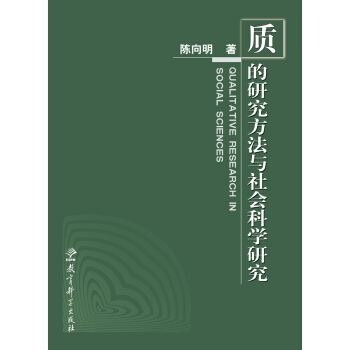 陈向明 著
质的研究方法与社会科学研究
QUALITATIVE RESEARCH IN
SOCIAL SCIENCES
教育科学出版社